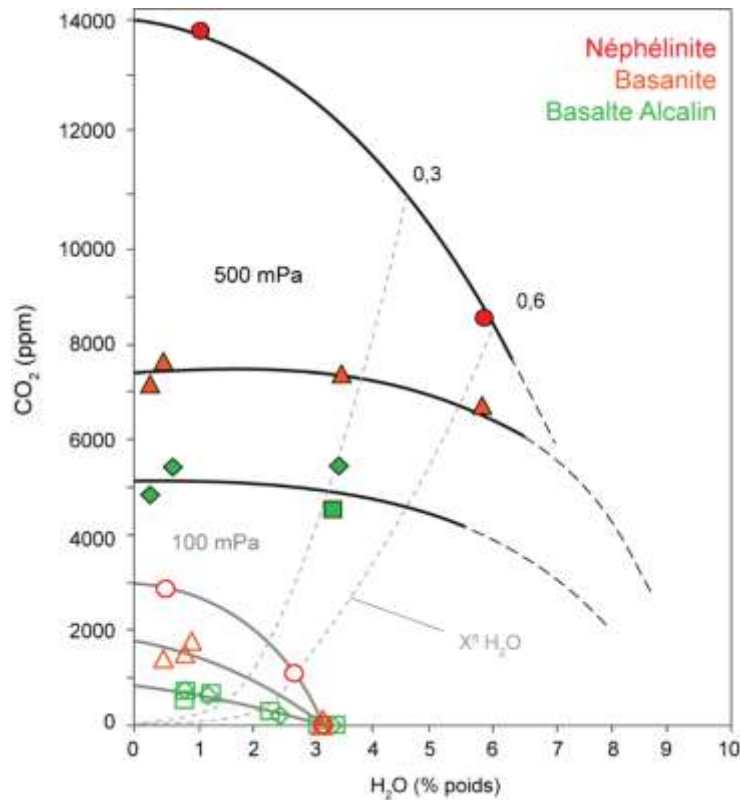 14000
12000
10000
8000
6000
4000
2000
0
CO₂ (ppm)
Néphélinite
Basanite
Basalte Alcalin
0,3
500 mPa
0,6
100 mPa
Xᶠˡ H₂O
0 1 2 3 4 5 6 7 8 9 10
H₂O (% poids)